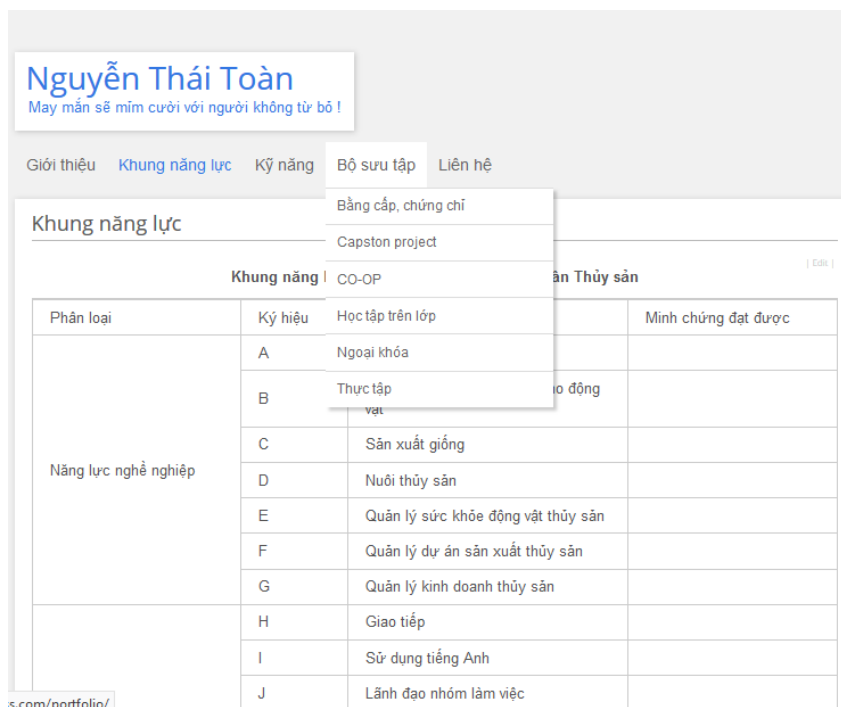 Nguyễn Thái Toàn
May mắn sẽ mĩm cười với người không từ bỏ !
Giới thiệu Khung năng lực Kỹ năng Bộ sưu tập Liên hệ
Bằng cấp, chứng chỉ
Capston project
CO-OP
Học tập trên lớp
Ngoại khóa
Thực tập
Khung năng lực
| Edit |
Khung năng ân Thủy sản
Phân loại Ký hiệu Minh chứng đạt được
Năng lực nghề nghiệp
A
B động
vật
C Sản xuất giống
D Nuôi thủy sản
E Quản lý sức khỏe động vật thủy sản
F Quản lý dự án sản xuất thủy sản
G Quản lý kinh doanh thủy sản
H Giao tiếp
I Sử dụng tiếng Anh
J Lãnh đạo nhóm làm việc
s.com/portfolio/